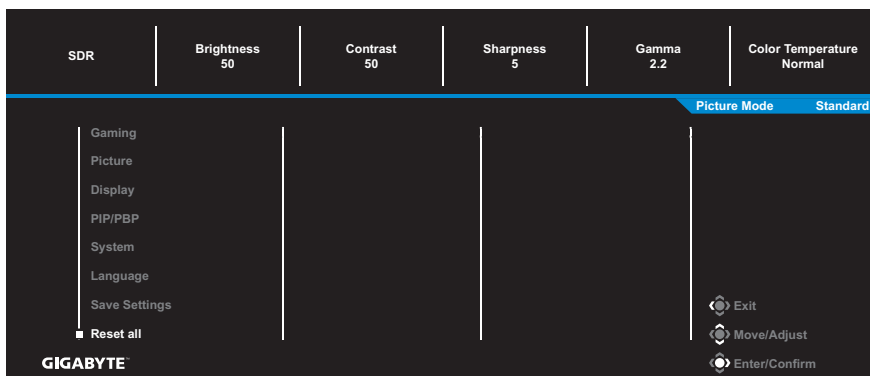 SDR
Brightness
50
Contrast
50
Sharpness
5
Gamma
2.2
Color Temperature
Normal
Picture Mode Standard
Gaming
Picture
Display
PIP/PBP
System
Language
Save Settings
Reset all
Exit
Move/Adjust
Enter/Confirm
GIGABYTE™